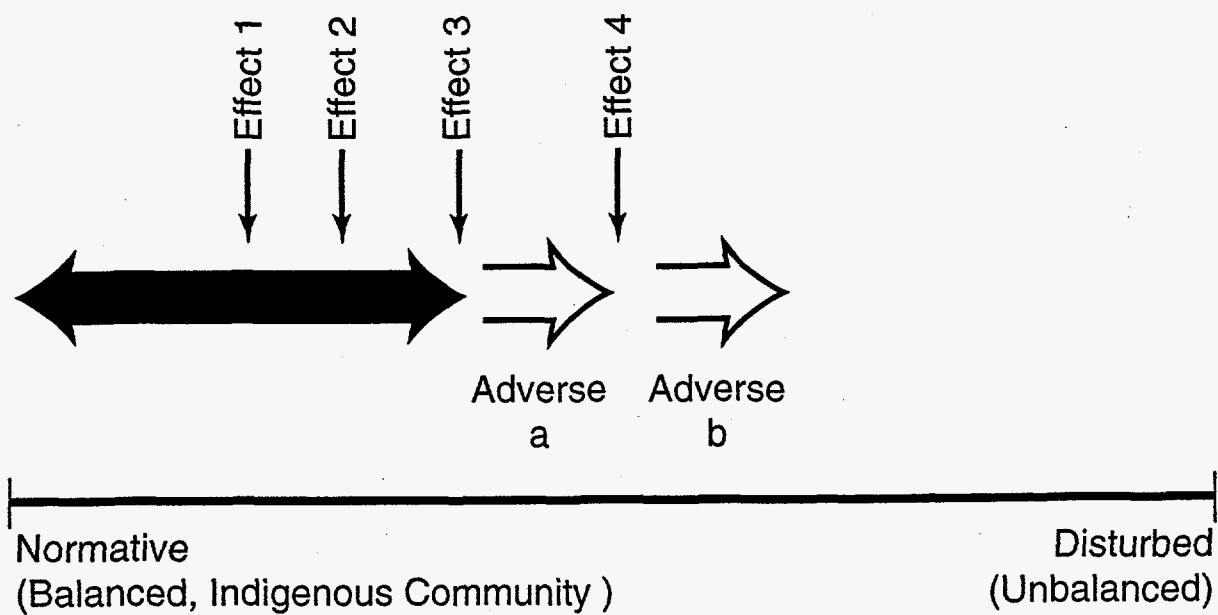 Effect 1
Effect 2
Effect 3
Effect 4
Adverse
a
Adverse
b
Normative
(Balanced, Indigenous Community )
Disturbed
(Unbalanced)